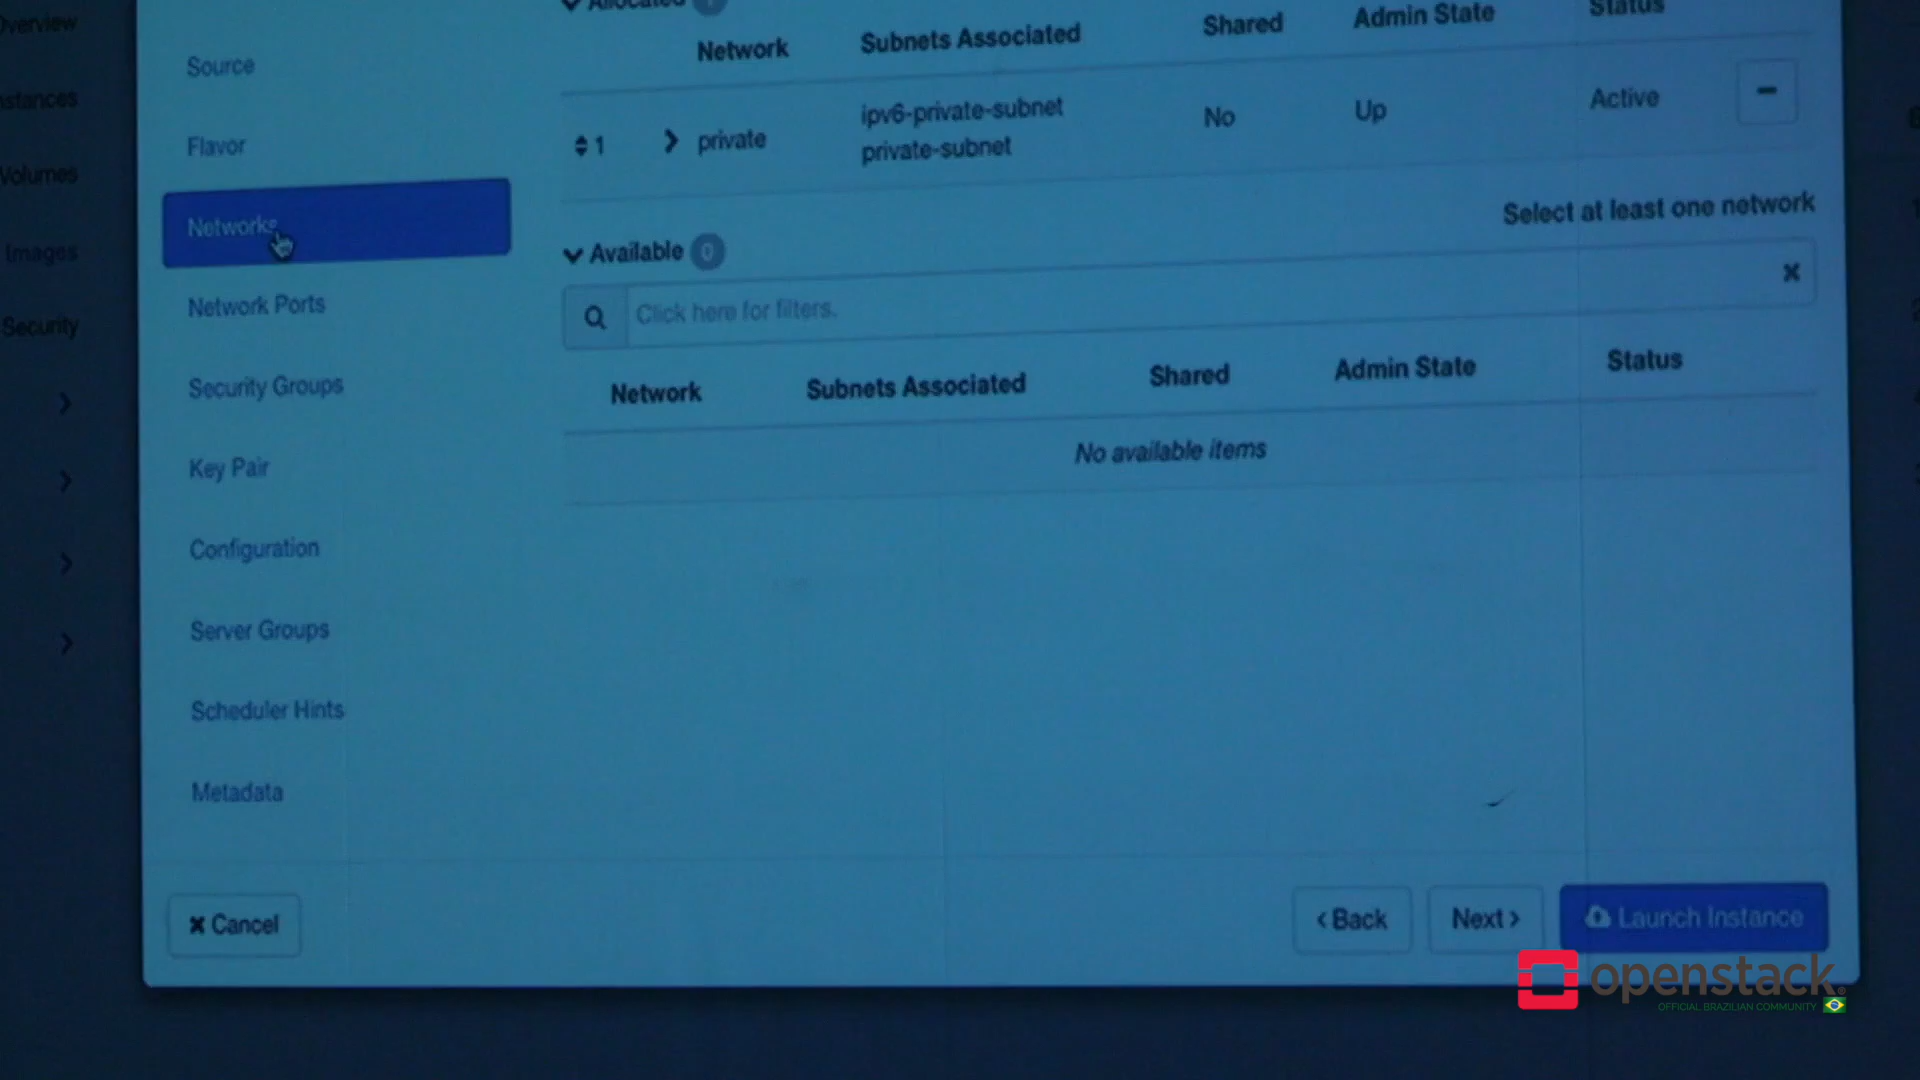 Overview
Instances
Volumes
Images
Security
Source
Flavor
Networks
Network Ports
Security Groups
Key Pair
Configuration
Server Groups
Scheduler Hints
Metadata
Allocated
Network Subnets Associated Shared Admin State Status
1 private ipv6-private-subnet No Up Active
private-subnet
Select at least one network
Available 0
Click here for filters.
Network Subnets Associated Shared Admin State Status
No available items
Cancel
< Back Next > Launch Instance
openstack.
OFFICIAL BRAZILIAN COMMUNITY